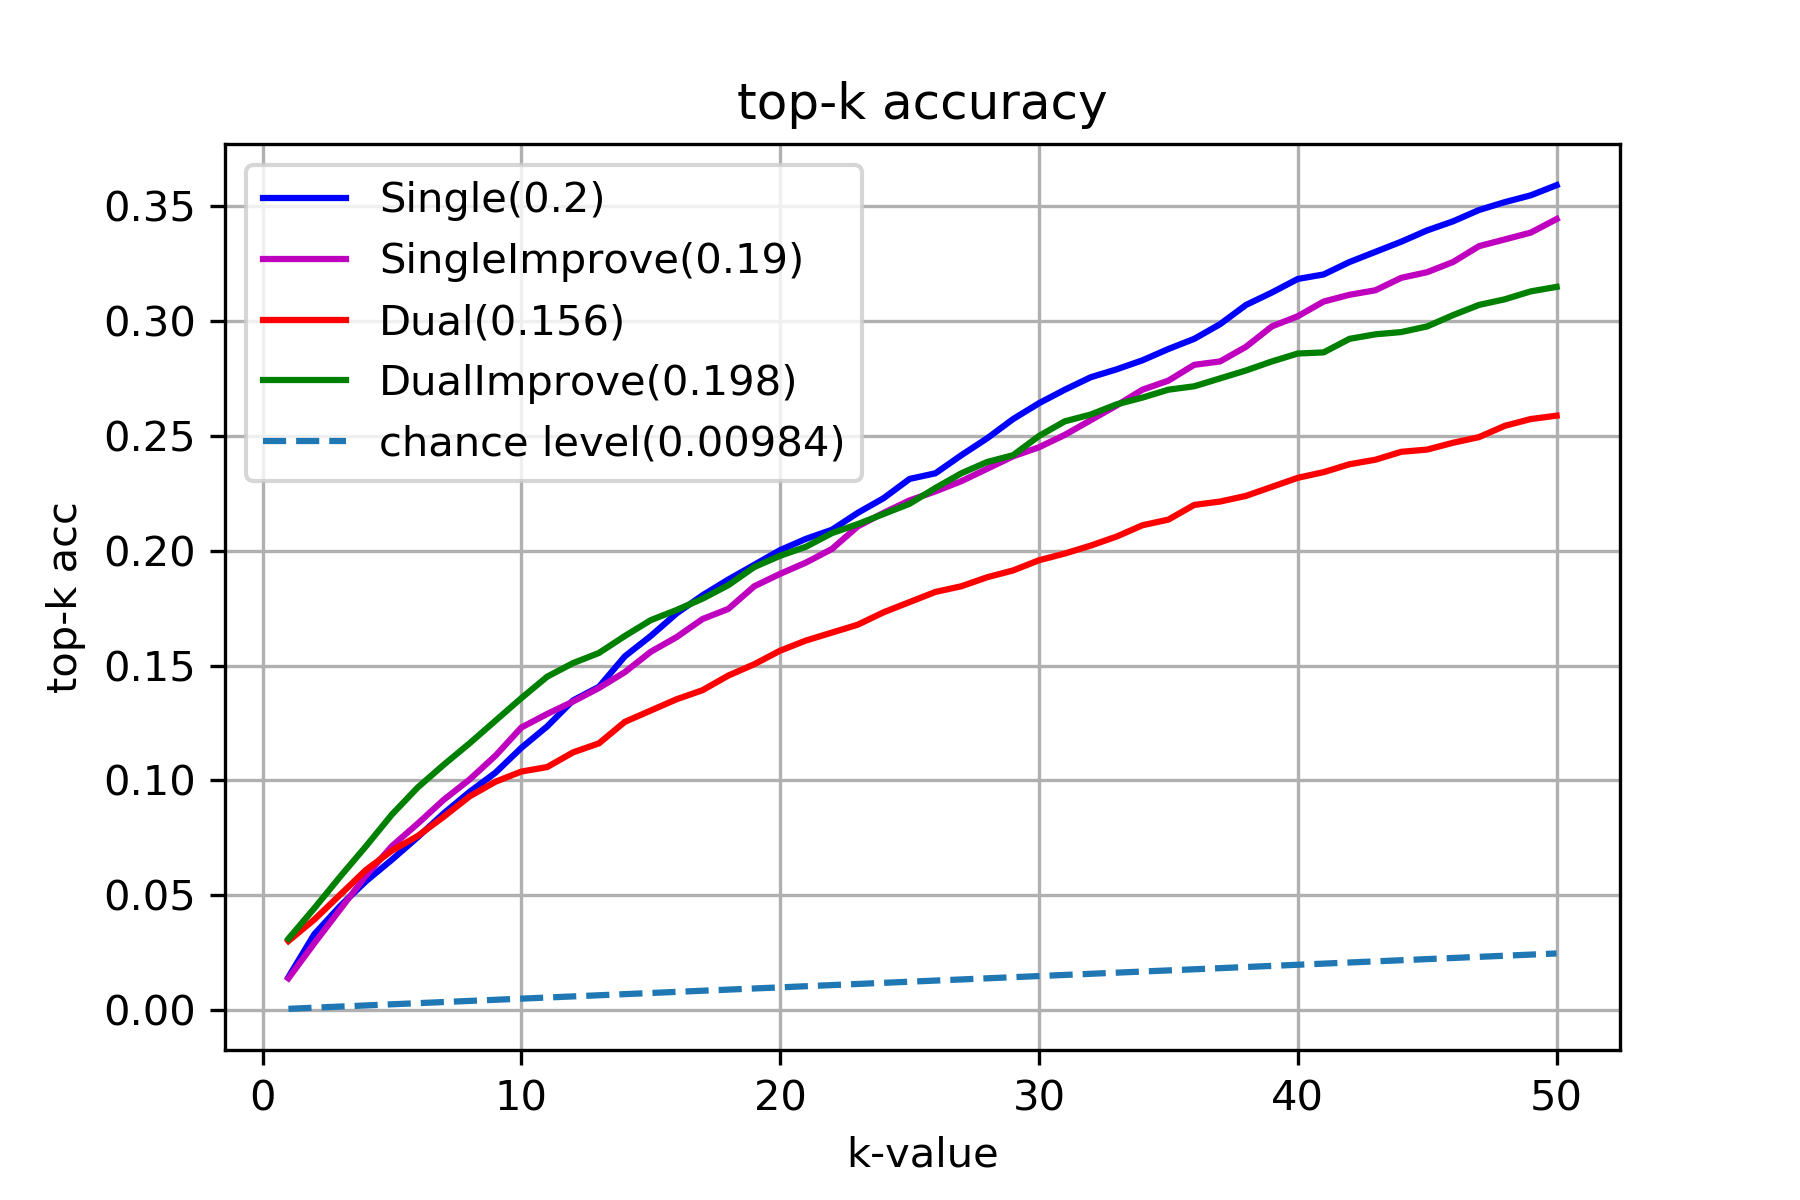 top-k accuracy
Single(0.2)
SingleImprove(0.19)
Dual(0.156)
DualImprove(0.198)
chance level(0.00984)
top-k acc
0.35
0.30
0.25
0.20
0.15
0.10
0.05
0.00
0 10 20 30 40 50
k-value